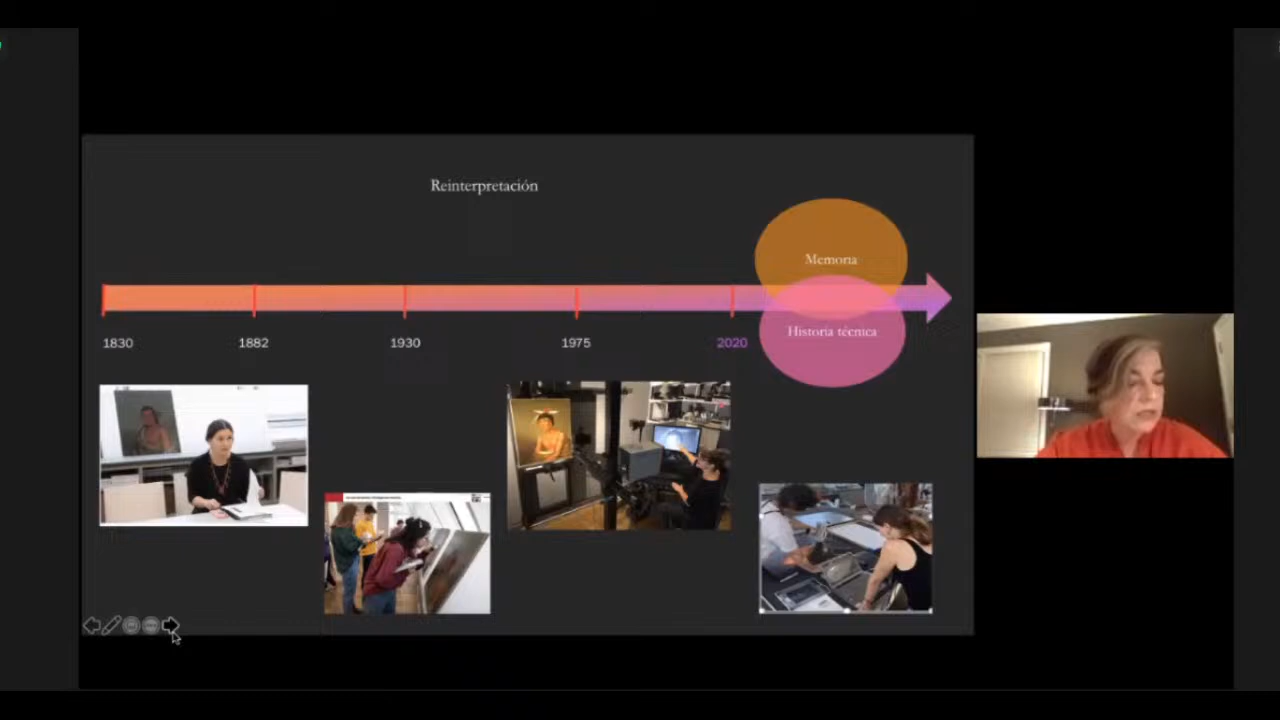 Reinterpretación
Memoria
Historia técnica
1830
1882
1930
1975
2020